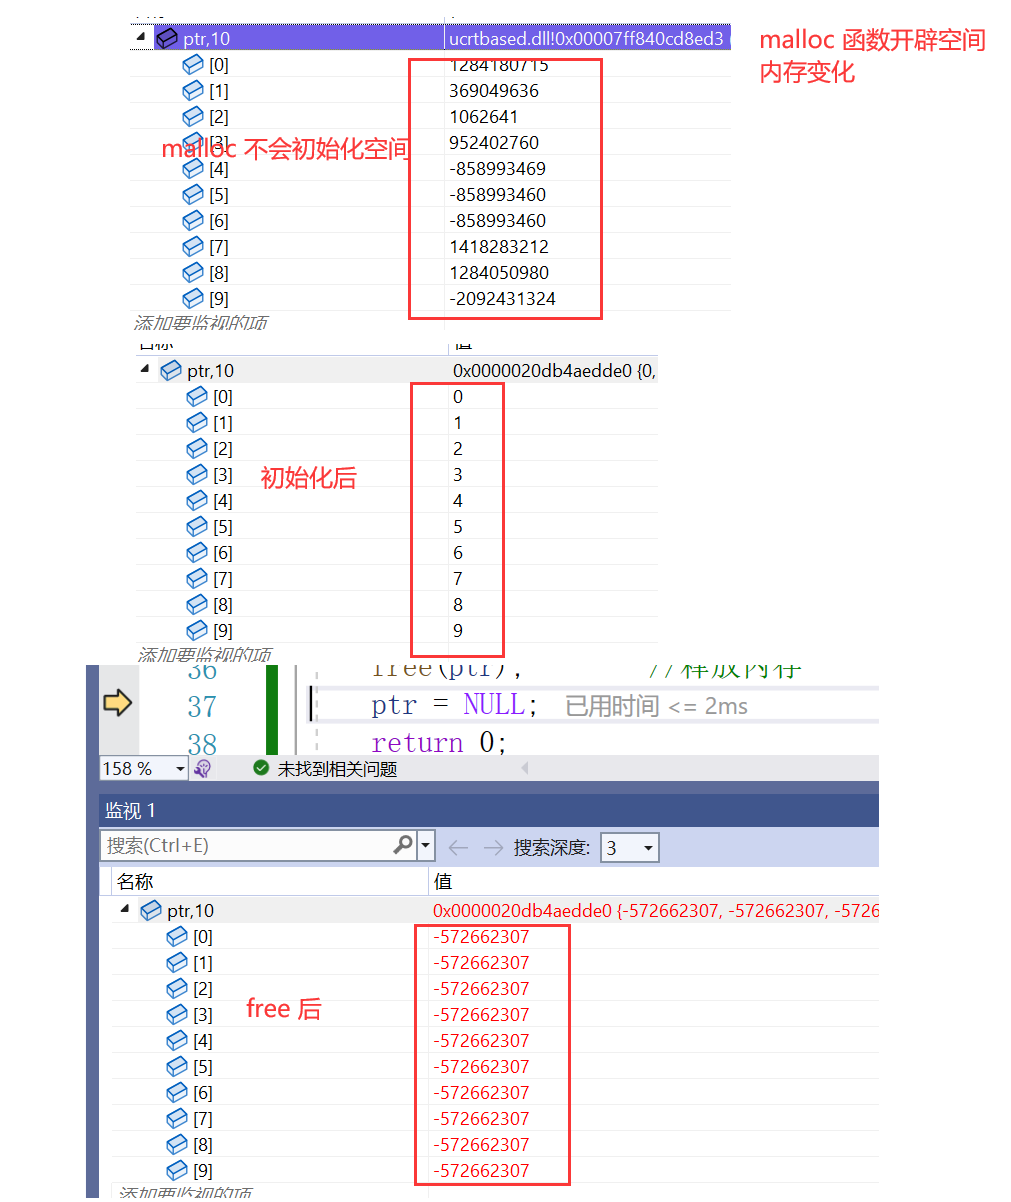 malloc 函数开辟空间
内存变化
ptr,10 ucrtbased.dll!0x00007ff840cd8ed3
[0] 1284180715
[1] 369049636
[2] 1062641
[3] 952402760
malloc 不会初始化空间
[4] -858993469
[5] -858993460
[6] -858993460
[7] 1418283212
[8] 1284050980
[9] -2092431324
添加要监视的项
名称 值
ptr,10 0x0000020db4aedde0 {0,
[0] 0
[1] 1
[2] 2
[3] 3
初始化后
[4] 4
[5] 5
[6] 6
[7] 7
[8] 8
[9] 9
添加要监视的项
36 free(ptr); //释放内存
37 ptr = NULL; 已用时间 <= 2ms
38 return 0;
158 % 未找到相关问题
监视 1
搜索(Ctrl+E) 搜索深度: 3
名称 值
ptr,10 0x0000020db4aedde0 {-572662307, -572662307, -5726
[0] -572662307
[1] -572662307
[2] -572662307
[3] -572662307
free 后
[4] -572662307
[5] -572662307
[6] -572662307
[7] -572662307
[8] -572662307
[9] -572662307
添加要监视的项